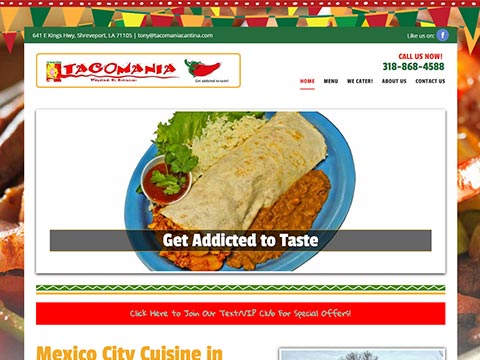 641 E Kings Hwy, Shreveport, LA 71105 | tony@tacomaniacantina.com
Like us on:
TACOMANIA
Get addicted to taste!
CALL US NOW!
318-868-4588
HOME MENU WE CATER! ABOUT US CONTACT US
Get Addicted to Taste
Click Here to Join Our Text/VIP Club For Special Offers!
Mexico City Cuisine in